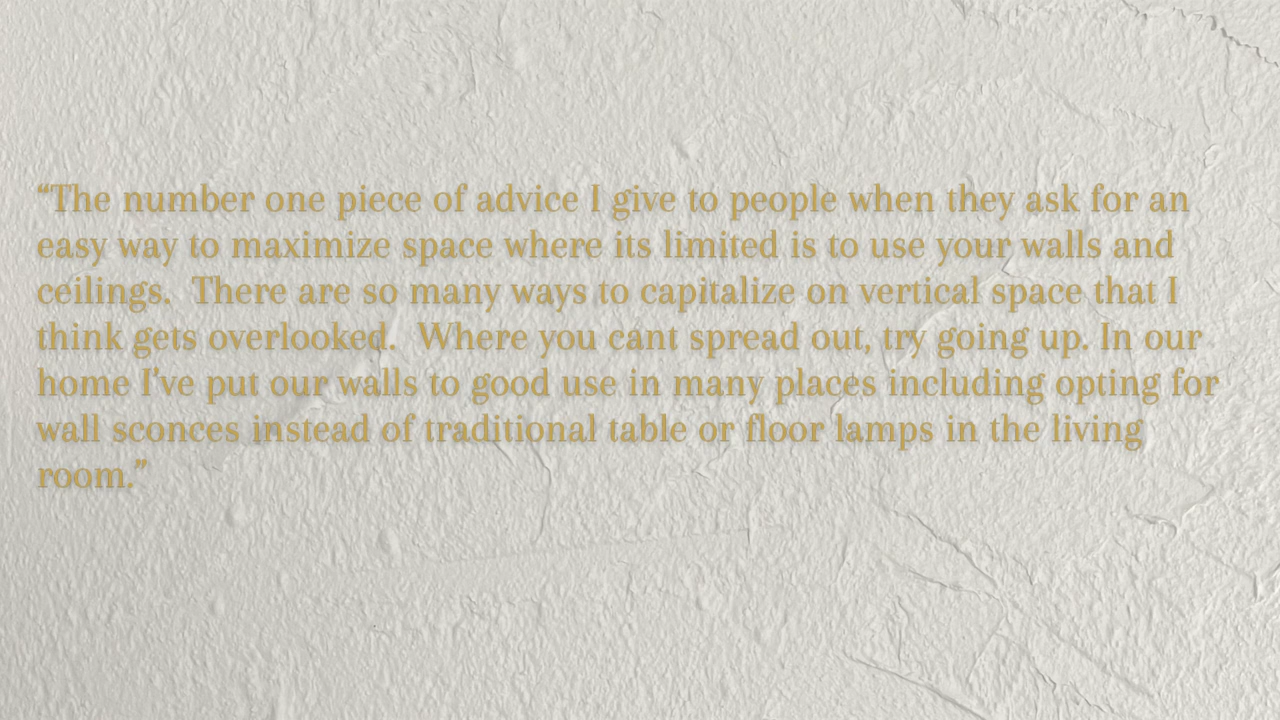 “The number one piece of advice I give to people when they ask for an
easy way to maximize space where its limited is to use your walls and
ceilings.  There are so many ways to capitalize on vertical space that I
think gets overlooked.  Where you cant spread out, try going up. In our
home I've put our walls to good use in many places including opting for
wall sconces instead of traditional table or floor lamps in the living
room.”